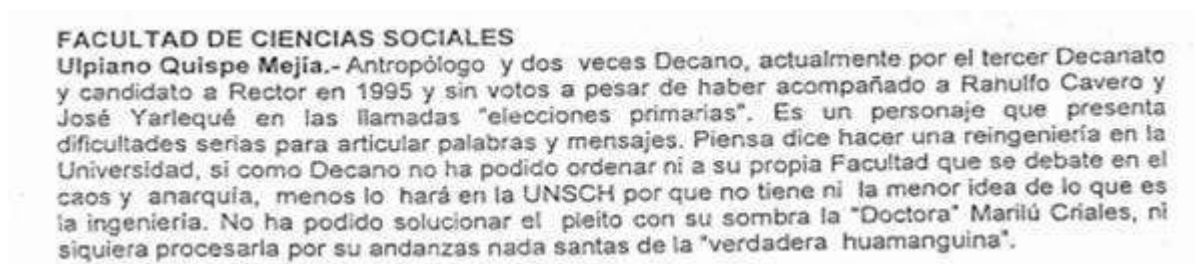 FACULTAD DE CIENCIAS SOCIALES
Ulpiano Quispe Mejía.- Antropólogo y dos veces Decano, actualmente por el tercer Decanato
y candidato a Rector en 1995 y sin votos a pesar de haber acompañado a Ranulfo Cavero y
José Yarlequé en las llamadas "elecciones primarias". Es un personaje que presenta
dificultades serias para articular palabras y mensajes. Piensa dice hacer una reingeniería en la
Universidad, si como Decano no ha podido ordenar ni a su propia Facultad que se debate en el
caos y anarquía, menos lo hará en la UNSCH por que no tiene ni la menor idea de lo que es
la ingeniería. No ha podido solucionar el pleito con su sombra la "Doctora" Marilú Criales, ni
siquiera procesarla por su andanzas nada santas de la "verdadera huamanguina".